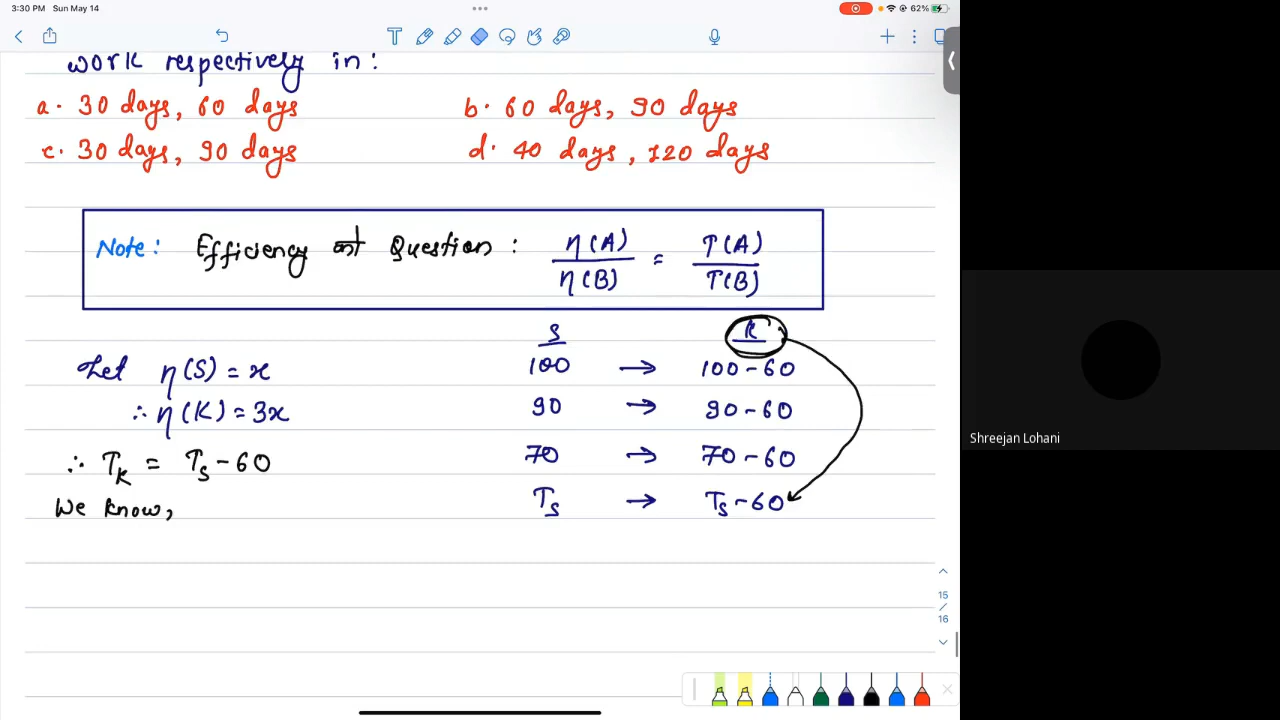 3:30 PM Sun May 14
62%
work respectively in:
a. 30 days, 60 days
b. 60 days, 90 days
c. 30 days, 90 days
d. 40 days, 120 days
Note: Efficiency Question: η(A)/η(B) = T(A)/T(B)
S K
Let η(S) = x
100 → 100-60
∴ η(K) = 3x
90 → 90-60
∴ T_K = T_S - 60
70 → 70-60
We know,
T_S → T_S - 60
15
/
16
Shreejan Lohani